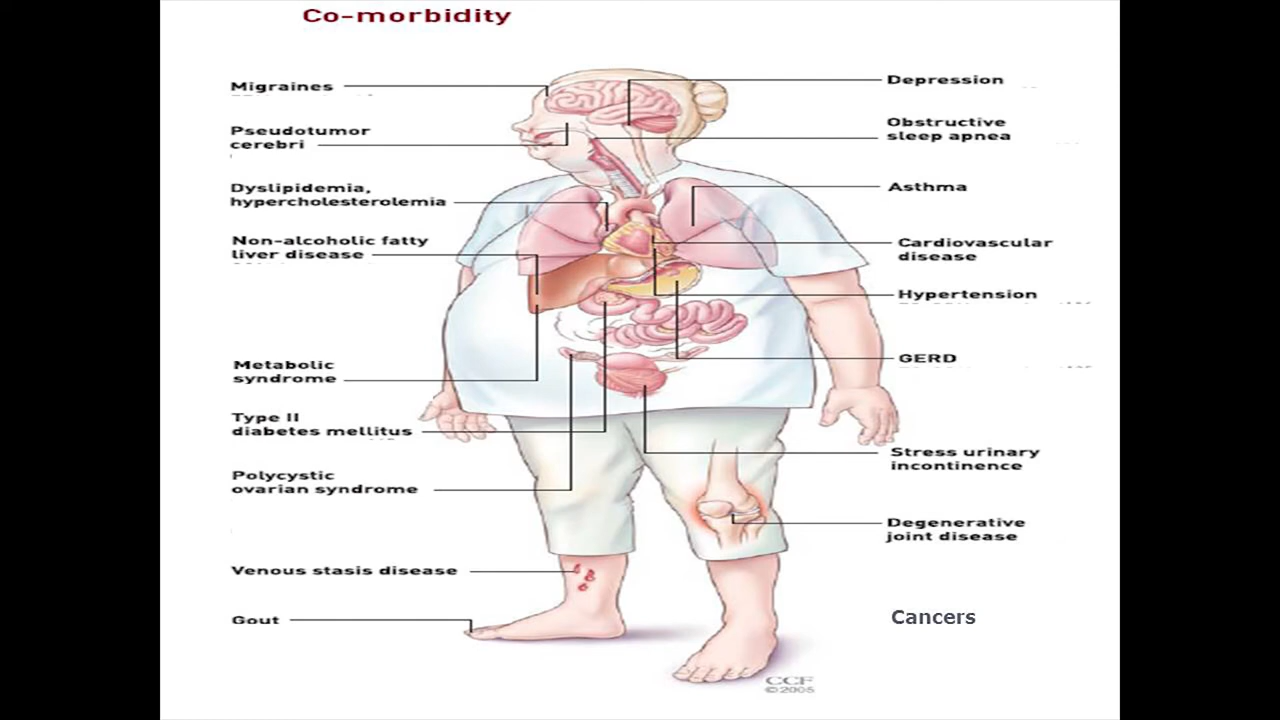 Co-morbidity
Migraines
Pseudotumor
cerebri
Dyslipidemia,
hypercholesterolemia
Non-alcoholic fatty
liver disease
Metabolic
syndrome
Type II
diabetes mellitus
Polycystic
ovarian syndrome
Venous stasis disease
Gout
Depression
Obstructive
sleep apnea
Asthma
Cardiovascular
disease
Hypertension
GERD
Stress urinary
incontinence
Degenerative
joint disease
Cancers
CCF
©2005